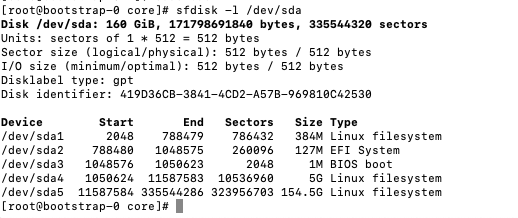 [root@bootstrap-0 core]# sfdisk -l /dev/sda
Disk /dev/sda: 160 GiB, 171798691840 bytes, 335544320 sectors
Units: sectors of 1 * 512 = 512 bytes
Sector size (logical/physical): 512 bytes / 512 bytes
I/O size (minimum/optimal): 512 bytes / 512 bytes
Disklabel type: gpt
Disk identifier: 419D36CB-3841-4CD2-A57B-969810C42530
Device Start End Sectors Size Type
/dev/sda1 2048 788479 786432 384M Linux filesystem
/dev/sda2 788480 1048575 260096 127M EFI System
/dev/sda3 1048576 1050623 2048 1M BIOS boot
/dev/sda4 1050624 11587583 10536960 5G Linux filesystem
/dev/sda5 11587584 335544286 323956703 154.5G Linux filesystem
[root@bootstrap-0 core]#